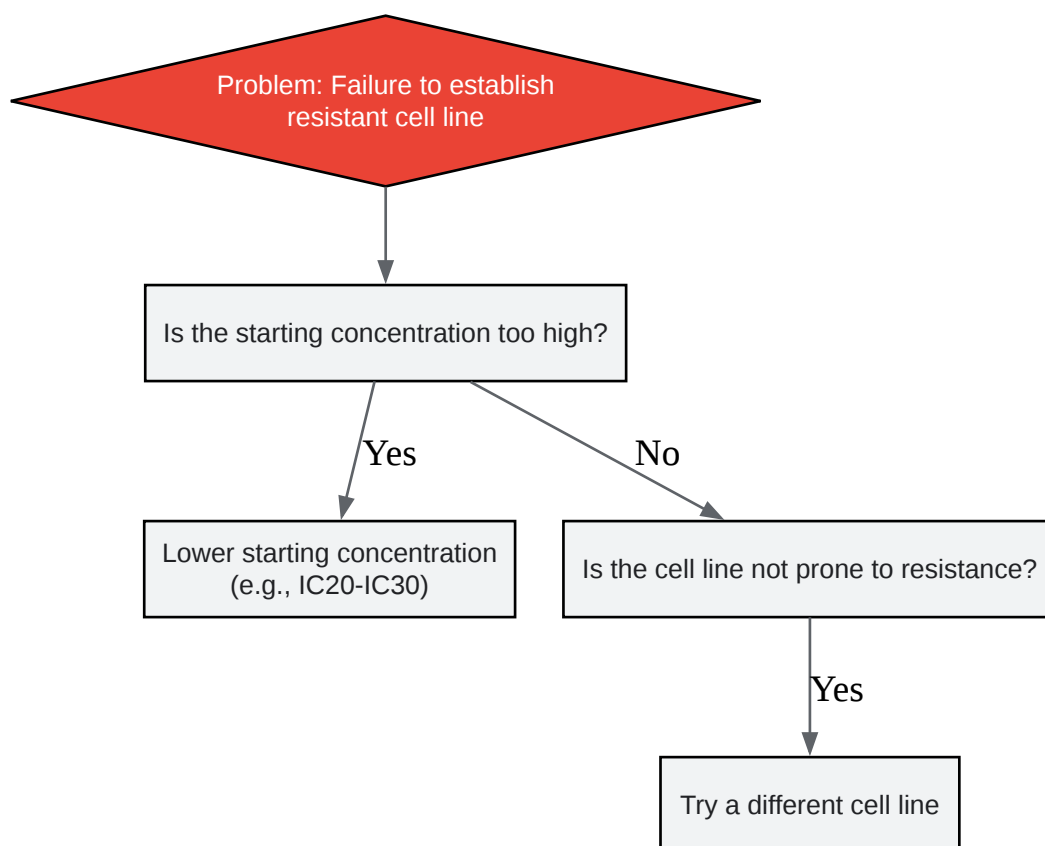 Problem: Failure to establish
resistant cell line
Is the starting concentration too high?
Yes
No
Lower starting concentration
(e.g., IC20-IC30)
Is the cell line not prone to resistance?
Yes
Try a different cell line